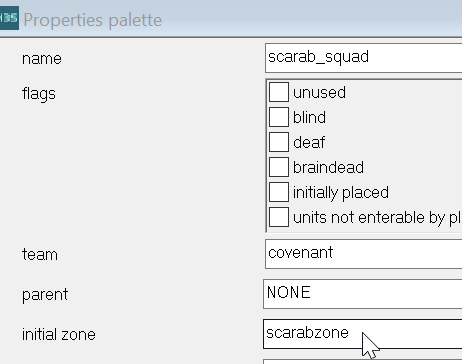 H3S Properties palette
name scarab_squad
flags unused
blind
deaf
braindead
initially placed
units not enterable by pl
team covenant
parent NONE
initial zone scarabzone